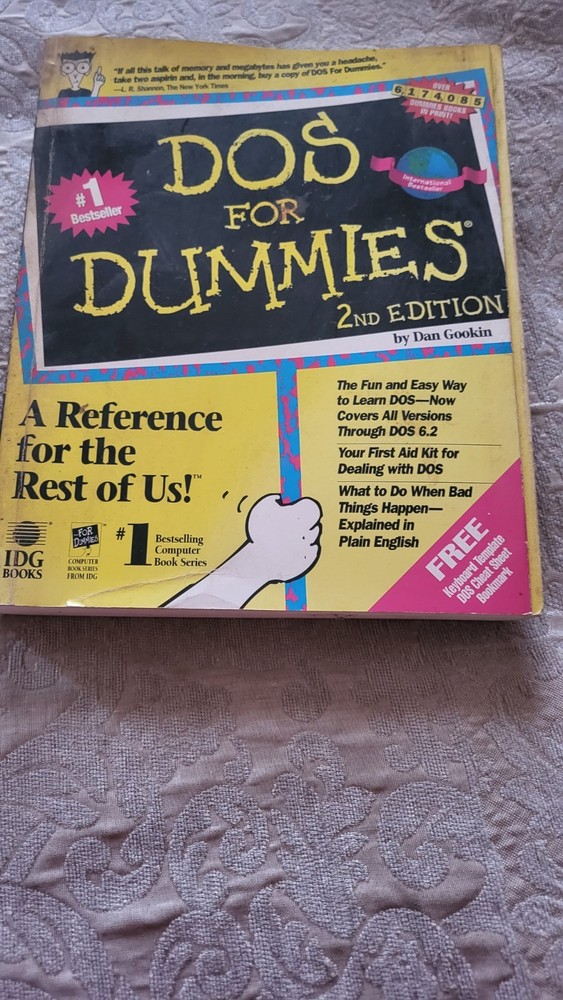 "If all this talk of memory and megabytes has given you a headache,
take two aspirin and, in the morning, buy a copy of DOS For Dummies."
—L. R. Shannon, The New York Times
OVER
6,174,085
DUMMIES BOOKS
IN PRINT!
#1
Bestseller
International
Bestseller
DOS
FOR
DUMMIES®
2ND EDITION
by Dan Gookin
A Reference
for the
Rest of Us!™
The Fun and Easy Way
to Learn DOS—Now
Covers All Versions
Through DOS 6.2
Your First Aid Kit for
Dealing with DOS
What to Do When Bad
Things Happen—
Explained in
Plain English
IDG
BOOKS
FOR
DUMMIES
COMPUTER
BOOK SERIES
FROM IDG
#1
Bestselling
Computer
Book Series
FREE
Keyboard Template
DOS Cheat Sheet
Bookmark